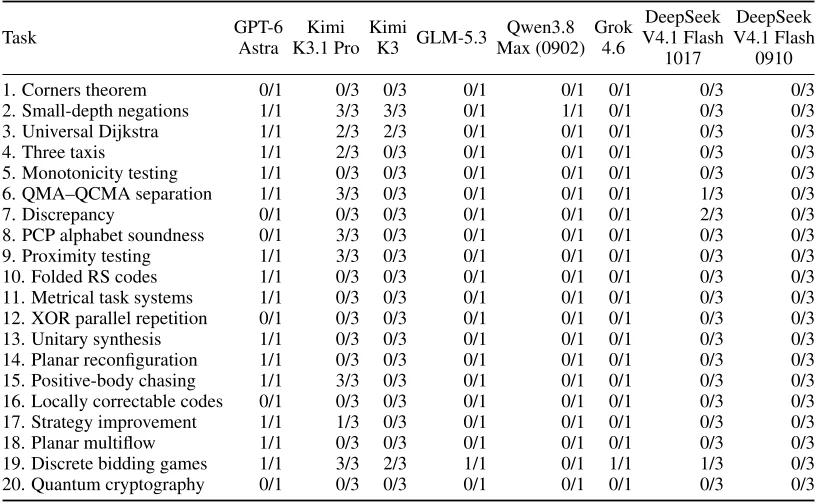 Task GPT-6 Astra Kimi K3.1 Pro Kimi K3 GLM-5.3 Qwen3.8 Max (0902) Grok 4.6 DeepSeek V4.1 Flash 1017 DeepSeek V4.1 Flash 0910
1. Corners theorem 0/1 0/3 0/3 0/1 0/1 0/1 0/3 0/3
2. Small-depth negations 1/1 3/3 3/3 0/1 1/1 0/1 0/3 0/3
3. Universal Dijkstra 1/1 2/3 2/3 0/1 0/1 0/1 0/3 0/3
4. Three taxis 1/1 2/3 0/3 0/1 0/1 0/1 0/3 0/3
5. Monotonicity testing 1/1 0/3 0/3 0/1 0/1 0/1 0/3 0/3
6. QMA–QCMA separation 1/1 3/3 0/3 0/1 0/1 0/1 1/3 0/3
7. Discrepancy 0/1 0/3 0/3 0/1 0/1 0/1 2/3 0/3
8. PCP alphabet soundness 0/1 3/3 0/3 0/1 0/1 0/1 0/3 0/3
9. Proximity testing 1/1 3/3 0/3 0/1 0/1 0/1 0/3 0/3
10. Folded RS codes 1/1 0/3 0/3 0/1 0/1 0/1 0/3 0/3
11. Metrical task systems 1/1 0/3 0/3 0/1 0/1 0/1 0/3 0/3
12. XOR parallel repetition 0/1 0/3 0/3 0/1 0/1 0/1 0/3 0/3
13. Unitary synthesis 1/1 0/3 0/3 0/1 0/1 0/1 0/3 0/3
14. Planar reconfiguration 1/1 0/3 0/3 0/1 0/1 0/1 0/3 0/3
15. Positive-body chasing 1/1 3/3 0/3 0/1 0/1 0/1 0/3 0/3
16. Locally correctable codes 0/1 0/3 0/3 0/1 0/1 0/1 0/3 0/3
17. Strategy improvement 1/1 1/3 0/3 0/1 0/1 0/1 0/3 0/3
18. Planar multiflow 1/1 0/3 0/3 0/1 0/1 0/1 0/3 0/3
19. Discrete bidding games 1/1 3/3 2/3 1/1 0/1 1/1 1/3 0/3
20. Quantum cryptography 0/1 0/3 0/3 0/1 0/1 0/1 0/3 0/3